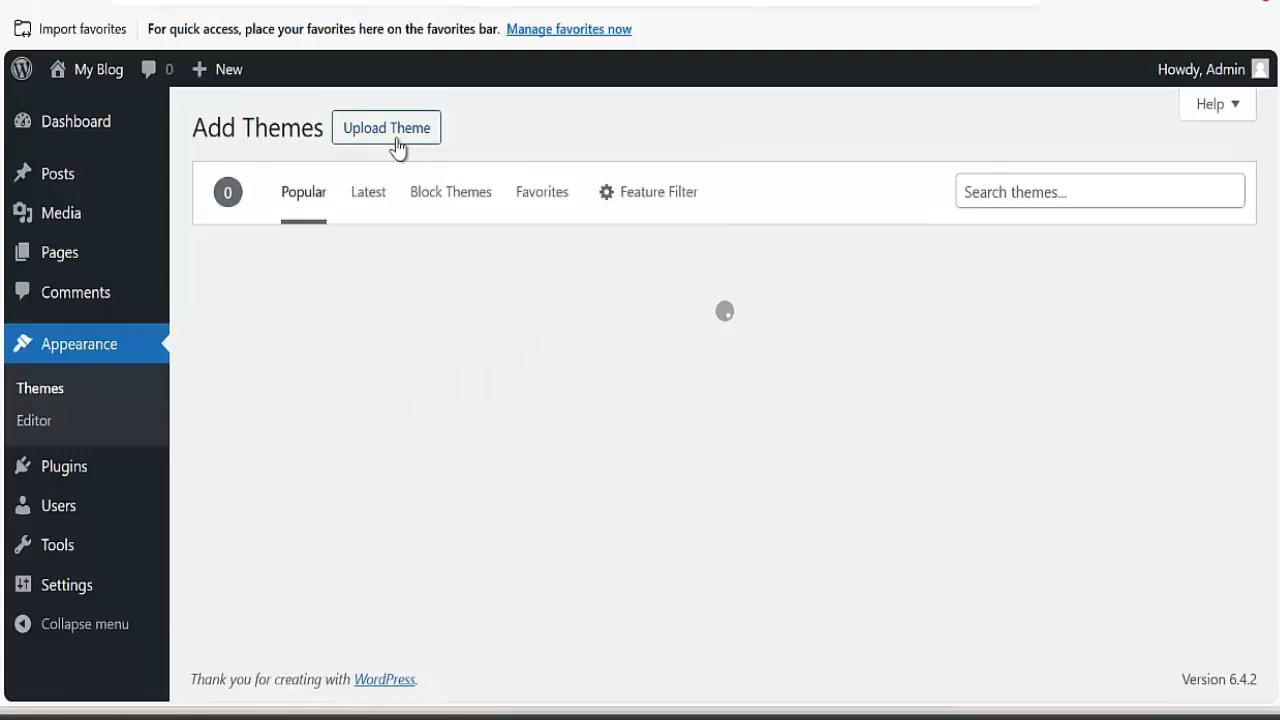 Import favorites For quick access, place your favorites here on the favorites bar. Manage favorites now
My Blog 0 New Howdy, Admin
Help
Add Themes Upload Theme
0 Popular Latest Block Themes Favorites Feature Filter Search themes...
Dashboard
Posts
Media
Pages
Comments
Appearance
Themes
Editor
Plugins
Users
Tools
Settings
Collapse menu
Thank you for creating with WordPress. Version 6.4.2